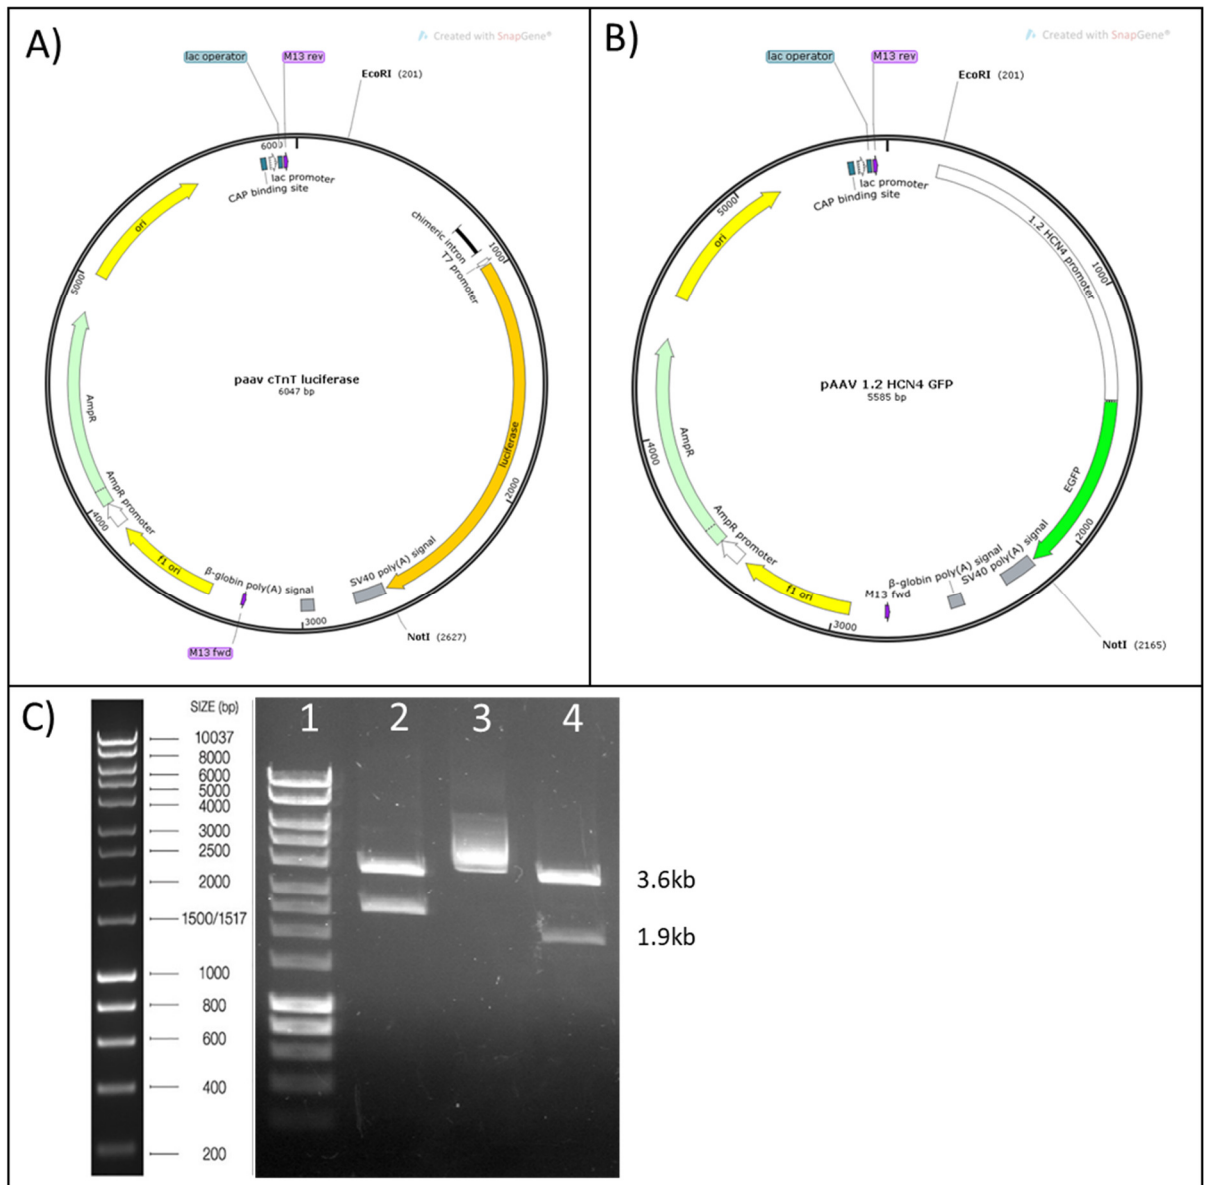 A)
Created with SnapGene®
lac operator
M13 rev
EcoRI (201)
6000
lac promoter
CAP binding site
ori
chimeric intron
T7 promoter
1000
5000
paav cTnT luciferase
6047 bp
AmpR
luciferase
2000
AmpR promoter
4000
f1 ori
β-globin poly(A) signal
SV40 poly(A) signal
3000
NotI (2627)
M13 fwd
B)
Created with SnapGene®
lac operator
M13 rev
EcoRI (201)
lac promoter
CAP binding site
5000
ori
1.2 HCN4 promoter
1000
pAAV 1.2 HCN4 GFP
5585 bp
AmpR
4000
EGFP
2000
AmpR promoter
β-globin poly(A) signal
SV40 poly(A) signal
M13 fwd
f1 ori
3000
NotI (2165)
C)
SIZE (bp)
10037
8000
6000
5000
4000
3000
2500
2000
1500/1517
1000
800
600
400
200
1 2 3 4
3.6kb
1.9kb